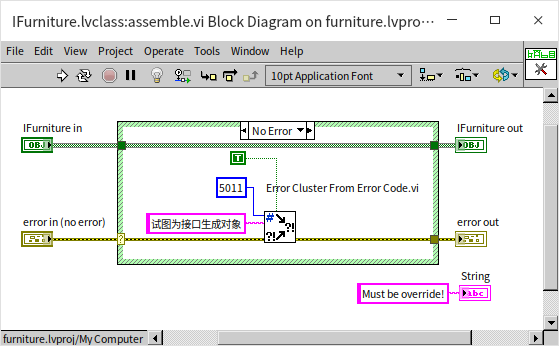 IFurniture.lvclass:assemble.vi Block Diagram on furniture.lvpro...
File Edit View Project Operate Tools Window Help
10pt Application Font
IFurniture in
No Error
IFurniture out
OBJ
OBJ
T
5011
Error Cluster From Error Code.vi
error in (no error)
试图为接口生成对象
#
?!
?!
?!
error out
?
String
Must be override!
abc
furniture.lvproj/My Computer